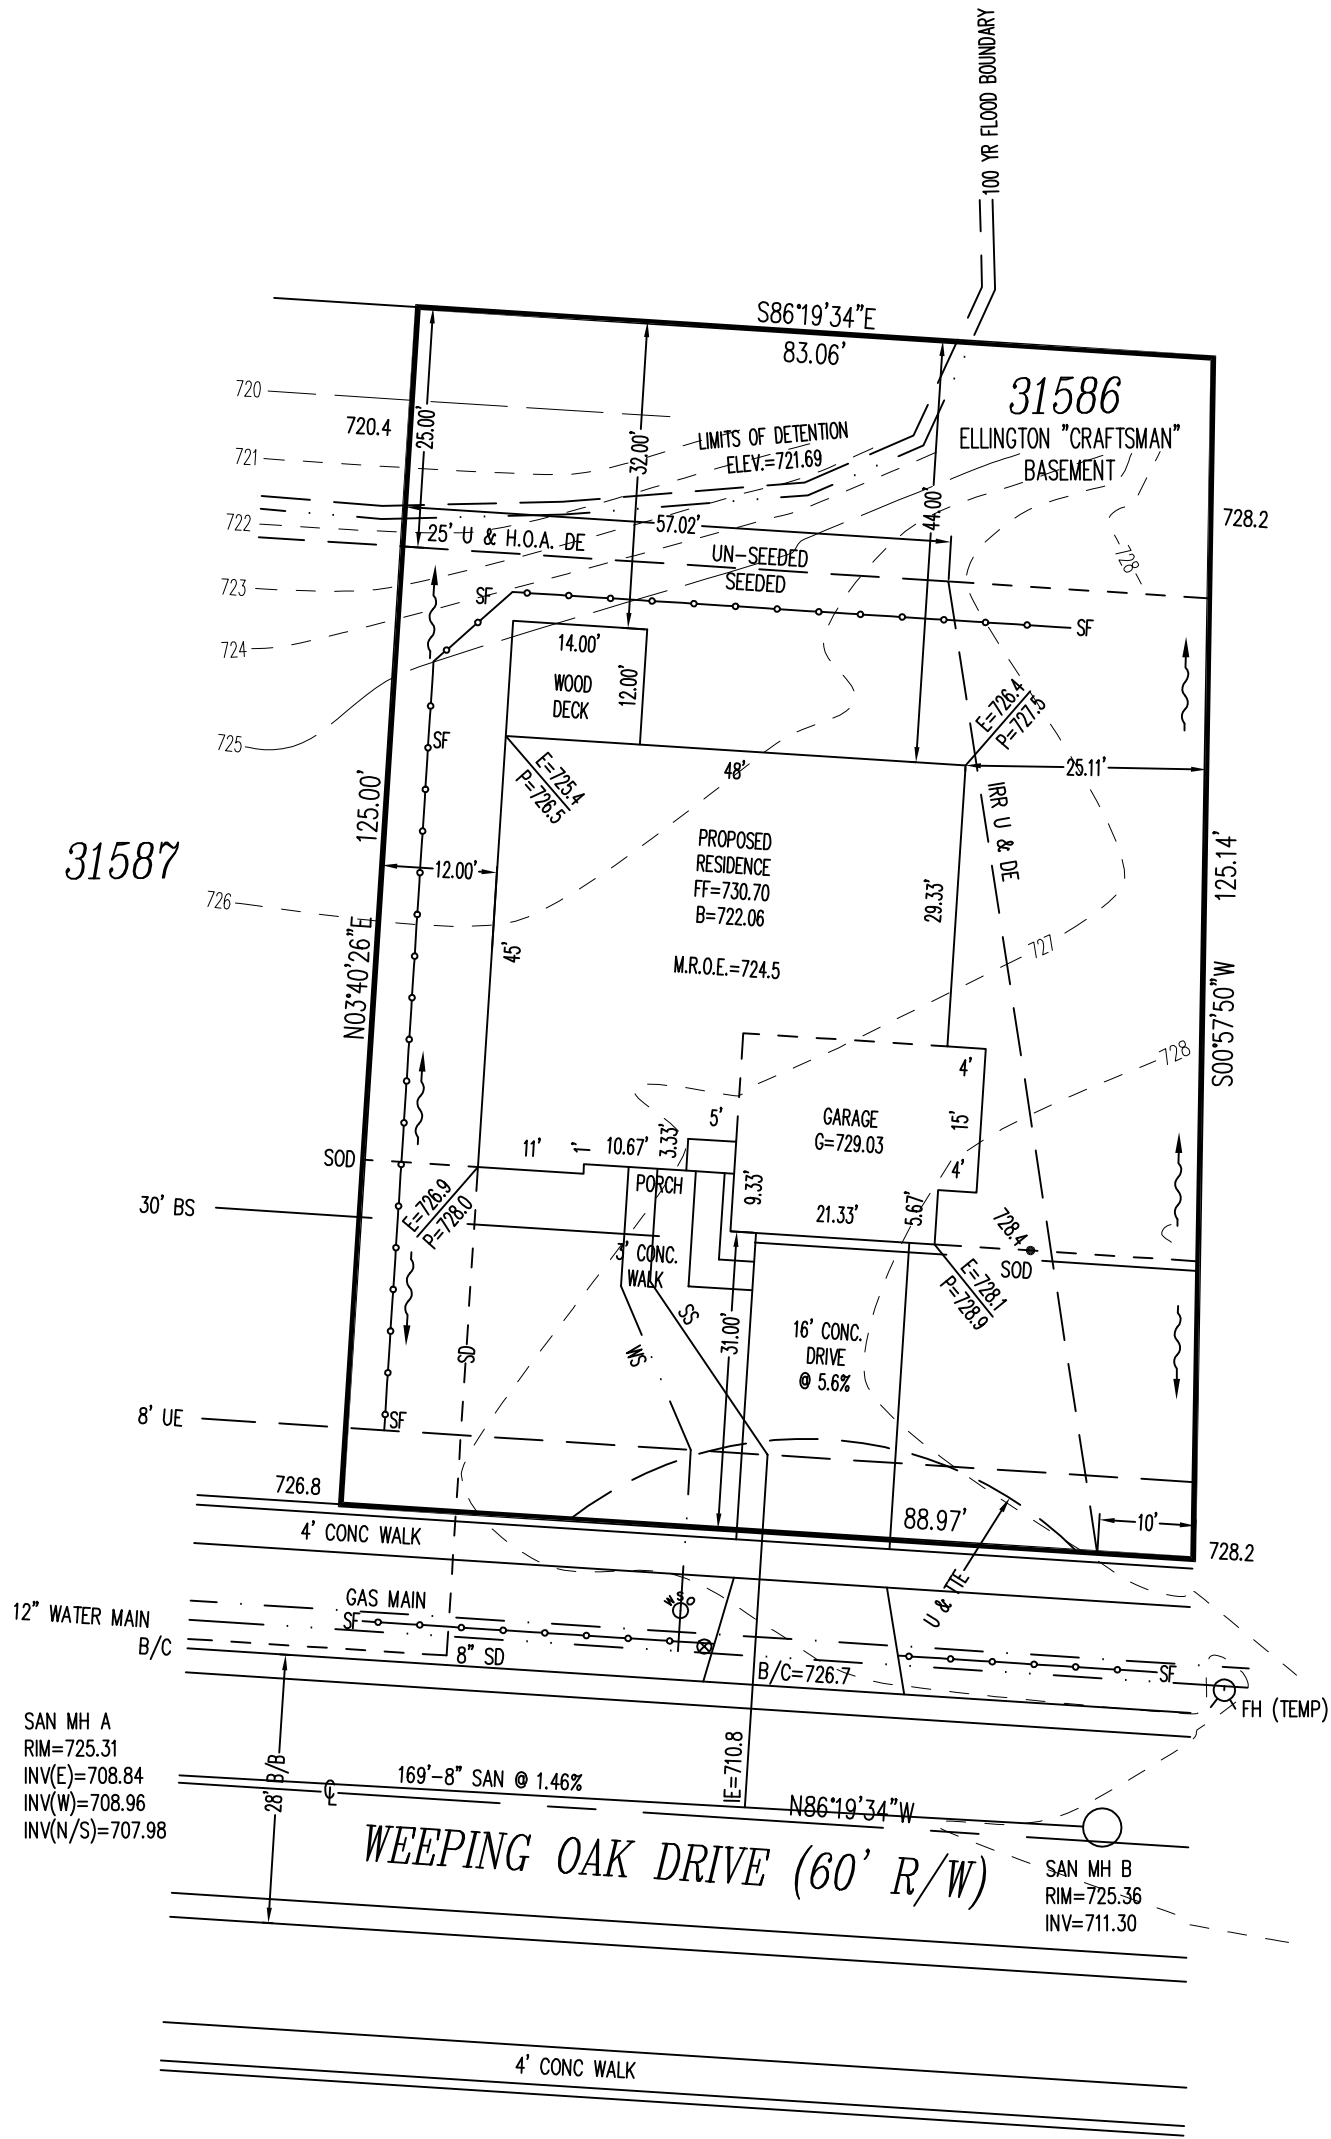 100 YR FLOOD BOUNDARY
S86°19'34"E
83.06'
31586
ELLINGTON "CRAFTSMAN"
BASEMENT
720
720.4
25.00'
32.00'
LIMITS OF DETENTION
ELEV.=721.69
721
44.00'
728.2
722
57.02'
25' U & H.O.A. DE
UN-SEEDED
SEEDED
728
723
SF
SF
724
14.00'
WOOD
DECK
12.00'
E=726.4
P=727.5
725
SF
E=725.4
P=726.5
48'
25.11'
IRR U & DE
125.00'
125.14'
31587
12.00'
PROPOSED
RESIDENCE
FF=730.70
B=722.06
M.R.O.E.=724.5
29.33'
726
N03°40'26"E
45'
727
S00°57'50"W
728
4'
15'
4'
GARAGE
G=729.03
5'
11'
1'
10.67'
3.33'
SOD
PORCH
9.33'
21.33'
5.67'
30' BS
E=726.9
P=728.0
728.4
SOD
3' CONC.
WALK
E=728.1
P=728.9
SS
WS
SD
31.00'
16' CONC.
DRIVE
@ 5.6%
8' UE
SF
726.8
88.97'
10'
728.2
4' CONC WALK
U & TTE
GAS MAIN
W.S.O
12" WATER MAIN
SF
B/C
8" SD
B/C=726.7
SF
FH (TEMP)
SAN MH A
RIM=725.31
INV(E)=708.84
INV(W)=708.96
INV(N/S)=707.98
28' B/B
CL
169'-8" SAN @ 1.46%
IE=710.8
N86°19'34"W
WEEPING OAK DRIVE (60' R/W)
SAN MH B
RIM=725.36
INV=711.30
4' CONC WALK